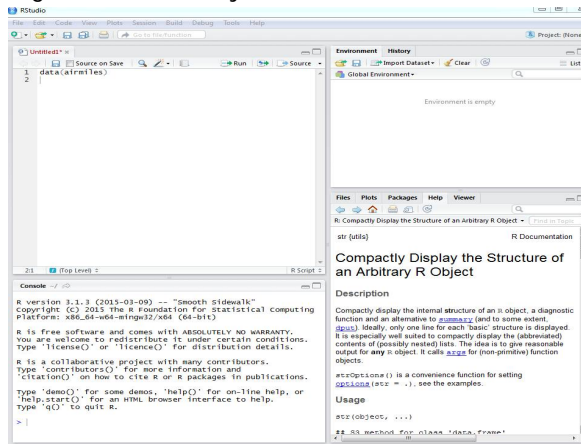 RStudio
File Edit Code View Plots Session Build Debug Tools Help
Go to file/function
Project: (None
Untitled1*
Source on Save
Run
Source
1 data(airmiles)
2
2:1
(Top Level)
R Script
Console ~/
R version 3.1.3 (2015-03-09) -- "Smooth Sidewalk"
Copyright (C) 2015 The R Foundation for Statistical Computing
Platform: x86_64-w64-mingw32/x64 (64-bit)
R is free software and comes with ABSOLUTELY NO WARRANTY.
You are welcome to redistribute it under certain conditions.
Type 'license()' or 'licence()' for distribution details.
R is a collaborative project with many contributors.
Type 'contributors()' for more information and
'citation()' on how to cite R or R packages in publications.
Type 'demo()' for some demos, 'help()' for on-line help, or
'help.start()' for an HTML browser interface to help.
Type 'q()' to quit R.
>
Environment History
Import Dataset
Clear
List
Global Environment
Environment is empty
Files Plots Packages Help Viewer
R: Compactly Display the Structure of an Arbitrary R Object
Find in Topic
str {utils}
R Documentation
Compactly Display the Structure of
an Arbitrary R Object
Description
Compactly display the internal structure of an R object, a diagnostic
function and an alternative to summary (and to some extent,
dput). Ideally, only one line for each 'basic' structure is displayed.
It is especially well suited to compactly display the (abbreviated)
contents of (possibly nested) lists. The idea is to give reasonable
output for any R object. It calls args for (non-primitive) function
objects.
strOptions() is a convenience function for setting
options(str = .), see the examples.
Usage
str(object, ...)
## S3 method for class 'data.frame'